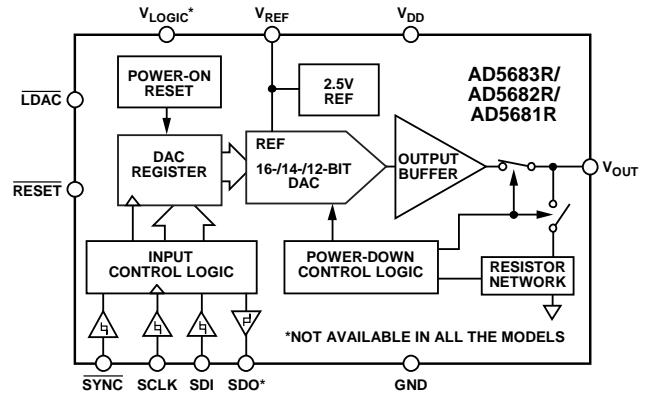 VLOGIC*
VREF
VDD
POWER-ON
RESET
2.5V
REF
AD5683R/
AD5682R/
AD5681R
LDAC
REF
DAC
REGISTER
16-/14-/12-BIT
DAC
OUTPUT
BUFFER
VOUT
RESET
INPUT
CONTROL LOGIC
POWER-DOWN
CONTROL LOGIC
RESISTOR
NETWORK
*NOT AVAILABLE IN ALL THE MODELS
SYNC
SCLK
SDI
SDO*
GND